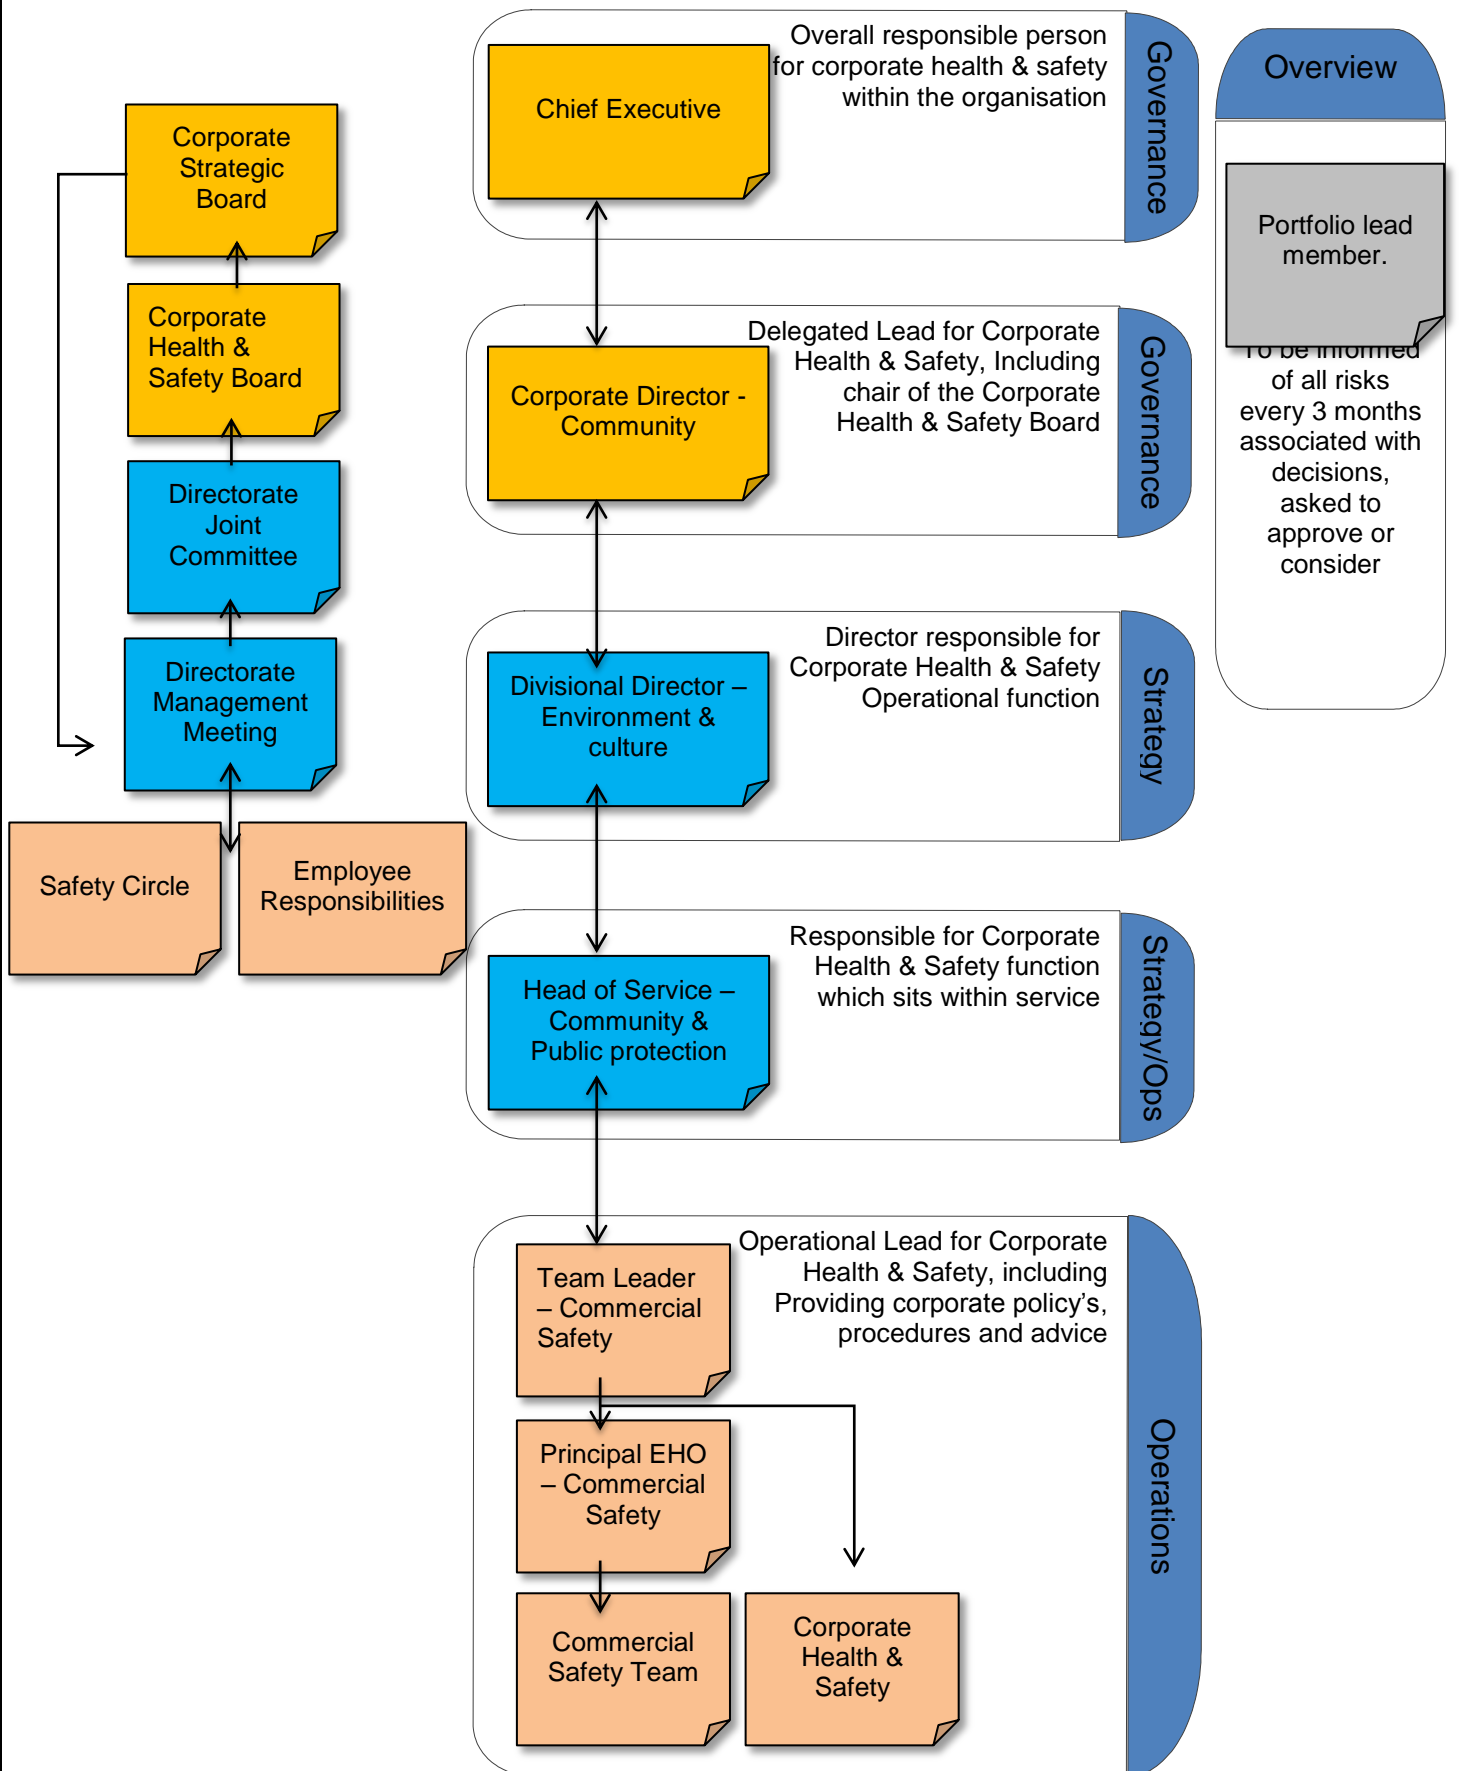 Corporate
Strategic
Board
Corporate
Health &
Safety Board
Directorate
Joint
Committee
Directorate
Management
Meeting
Safety Circle
Employee
Responsibilities
Chief Executive
Overall responsible person
for corporate health & safety
within the organisation
Governance
Corporate Director -
Community
Delegated Lead for Corporate
Health & Safety, Including
chair of the Corporate
Health & Safety Board
Governance
Divisional Director –
Environment &
culture
Director responsible for
Corporate Health & Safety
Operational function
Strategy
Head of Service –
Community &
Public protection
Responsible for Corporate
Health & Safety function
which sits within service
Strategy/Ops
Team Leader
– Commercial
Safety
Operational Lead for Corporate
Health & Safety, including
Providing corporate policy’s,
procedures and advice
Principal EHO
– Commercial
Safety
Commercial
Safety Team
Corporate
Health &
Safety
Operations
Overview
Portfolio lead
member.
To be informed
of all risks
every 3 months
associated with
decisions,
asked to
approve or
consider